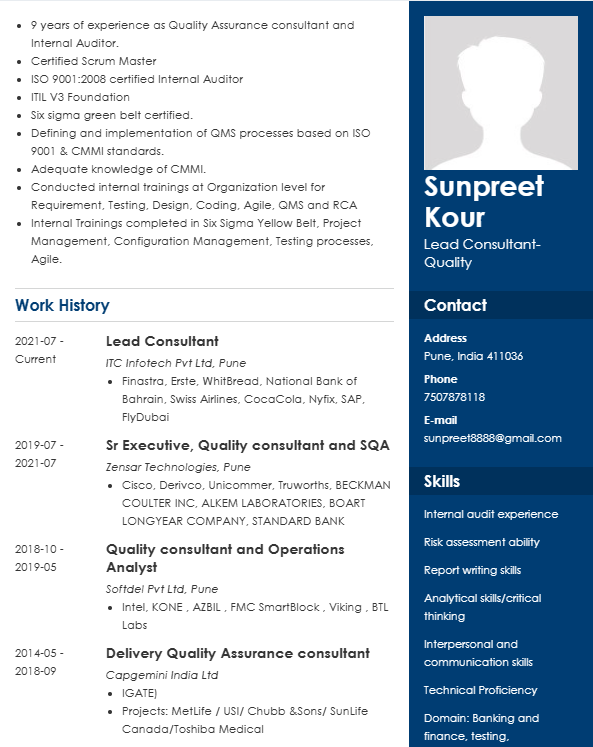 • 9 years of experience as Quality Assurance consultant and
Internal Auditor.
• Certified Scrum Master
• ISO 9001:2008 certified Internal Auditor
• ITIL V3 Foundation
• Six sigma green belt certified.
• Defining and implementation of QMS processes based on ISO
9001 & CMMI standards.
• Adequate knowledge of CMMI.
• Conducted internal trainings at Organization level for
Requirement, Testing, Design, Coding, Agile, QMS and RCA
• Internal Trainings completed in Six Sigma Yellow Belt, Project
Management, Configuration Management, Testing processes,
Agile.
Work History
2021-07 -
Current
Lead Consultant
ITC Infotech Pvt Ltd, Pune
• Finastra, Erste, WhitBread, National Bank of
Bahrain, Swiss Airlines, CocaCola, Nyfix, SAP,
FlyDubai
2019-07 -
2021-07
Sr Executive, Quality consultant and SQA
Zensar Technologies, Pune
• Cisco, Derivco, Unicommer, Truworths, BECKMAN
COULTER INC, ALKEM LABORATORIES, BOART
LONGYEAR COMPANY, STANDARD BANK
2018-10 -
2019-05
Quality consultant and Operations
Analyst
Softdel Pvt Ltd, Pune
• Intel, KONE , AZBIL , FMC SmartBlock , Viking , BTL
Labs
2014-05 -
2018-09
Delivery Quality Assurance consultant
Capgemini India Ltd
• IGATE)
• Projects: MetLife / USI/ Chubb &Sons/ SunLife
Canada/Toshiba Medical
Sunpreet
Kour
Lead Consultant-
Quality
Contact
Address
Pune, India 411036
Phone
7507878118
E-mail
sunpreet8888@gmail.com
Skills
Internal audit experience
Risk assessment ability
Report writing skills
Analytical skills/critical
thinking
Interpersonal and
communication skills
Technical Proficiency
Domain: Banking and
finance, testing,